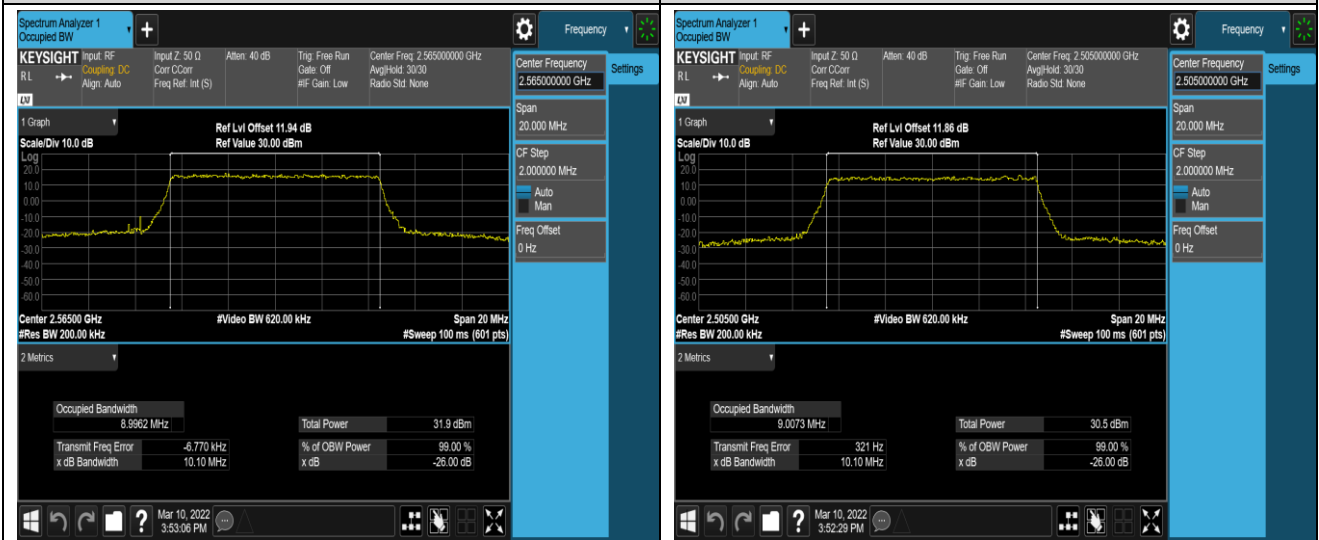 Spectrum Analyzer 1
Occupied BW
+
Frequency
KEYSIGHT
Input: RF
Input Z: 50 Ω
Atten: 40 dB
Trig: Free Run
Center Freq: 2.565000000 GHz
RL
Coupling: DC
Corr CCorr
Gate: Off
Avg|Hold: 30/30
Align: Auto
Freq Ref: Int (S)
#IF Gain: Low
Radio Std: None
LXI
Center Frequency
2.565000000 GHz
Settings
Span
20.000 MHz
CF Step
2.000000 MHz
Auto
Man
Freq Offset
0 Hz
1 Graph
Ref Lvl Offset 11.94 dB
Scale/Div 10.0 dB
Ref Value 30.00 dBm
Log
20.0
10.0
0.00
-10.0
-20.0
-30.0
-40.0
-50.0
-60.0
Center 2.56500 GHz
#Video BW 620.00 kHz
Span 20 MHz
#Res BW 200.00 kHz
#Sweep 100 ms (601 pts)
2 Metrics
Occupied Bandwidth
8.9962 MHz
Total Power 31.9 dBm
Transmit Freq Error -6.770 kHz
% of OBW Power 99.00 %
x dB Bandwidth 10.10 MHz
x dB -26.00 dB
?
Mar 10, 2022
3:53:06 PM
Spectrum Analyzer 1
Occupied BW
+
Frequency
KEYSIGHT
Input: RF
Input Z: 50 Ω
Atten: 40 dB
Trig: Free Run
Center Freq: 2.505000000 GHz
RL
Coupling: DC
Corr CCorr
Gate: Off
Avg|Hold: 30/30
Align: Auto
Freq Ref: Int (S)
#IF Gain: Low
Radio Std: None
LXI
Center Frequency
2.505000000 GHz
Settings
Span
20.000 MHz
CF Step
2.000000 MHz
Auto
Man
Freq Offset
0 Hz
1 Graph
Ref Lvl Offset 11.86 dB
Scale/Div 10.0 dB
Ref Value 30.00 dBm
Log
20.0
10.0
0.00
-10.0
-20.0
-30.0
-40.0
-50.0
-60.0
Center 2.50500 GHz
#Video BW 620.00 kHz
Span 20 MHz
#Res BW 200.00 kHz
#Sweep 100 ms (601 pts)
2 Metrics
Occupied Bandwidth
9.0073 MHz
Total Power 30.5 dBm
Transmit Freq Error 321 Hz
% of OBW Power 99.00 %
x dB Bandwidth 10.10 MHz
x dB -26.00 dB
?
Mar 10, 2022
3:52:29 PM